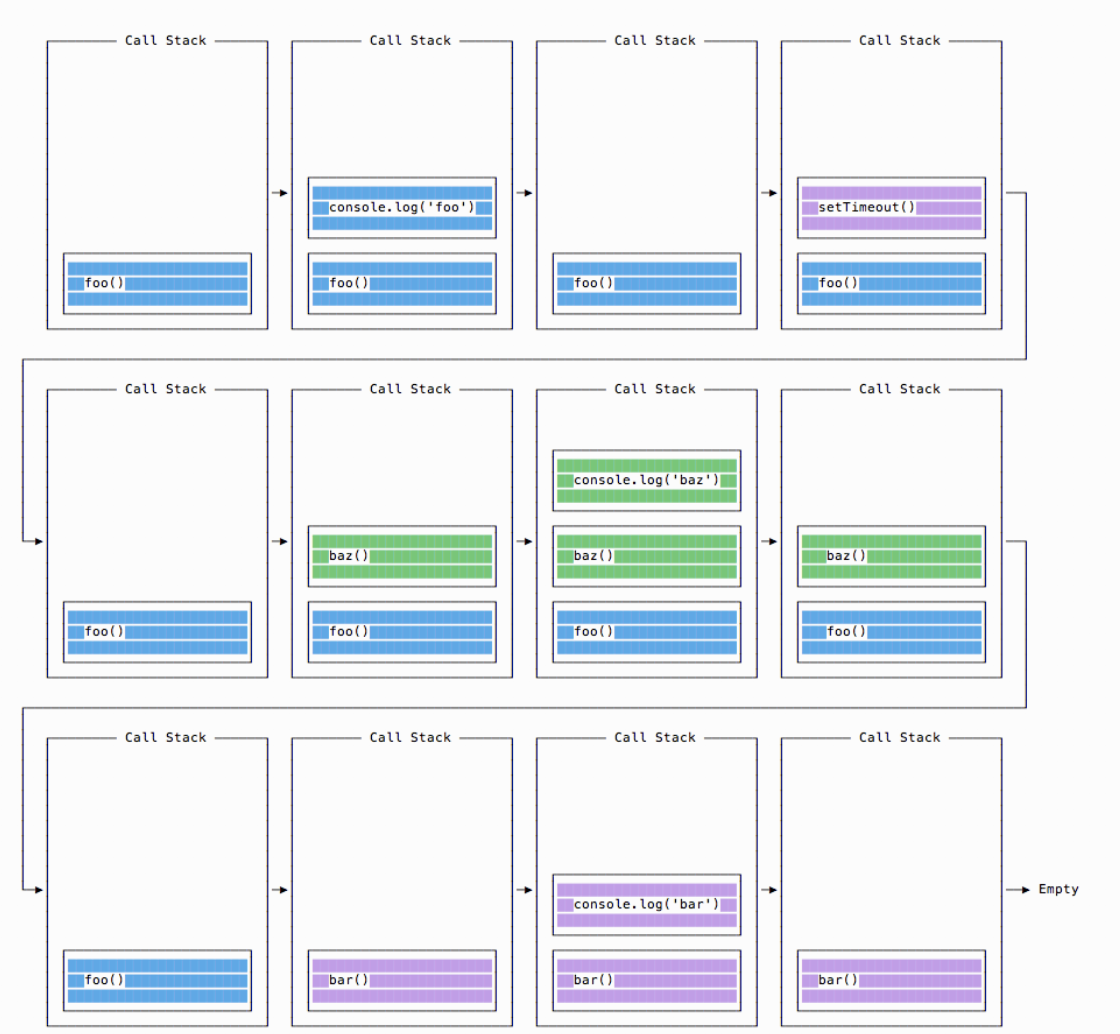 Call Stack Call Stack Call Stack Call Stack
console.log('foo') setTimeout()
foo() foo() foo() foo()
Call Stack Call Stack Call Stack Call Stack
console.log('baz')
baz() baz() baz()
foo() foo() foo() foo()
Call Stack Call Stack Call Stack Call Stack
Empty
console.log('bar')
foo() bar() bar() bar()